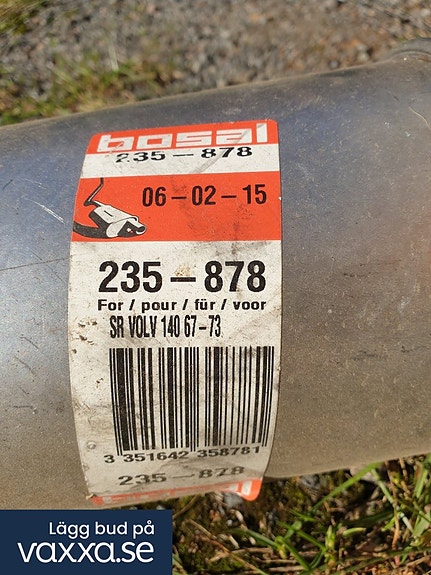 bosal
235-878
06-02-15
235-878
For / pour / für / voor
SR VOLV 140 67-73
3 351642 358781
235-878
Lägg bud på
vaxxa.se